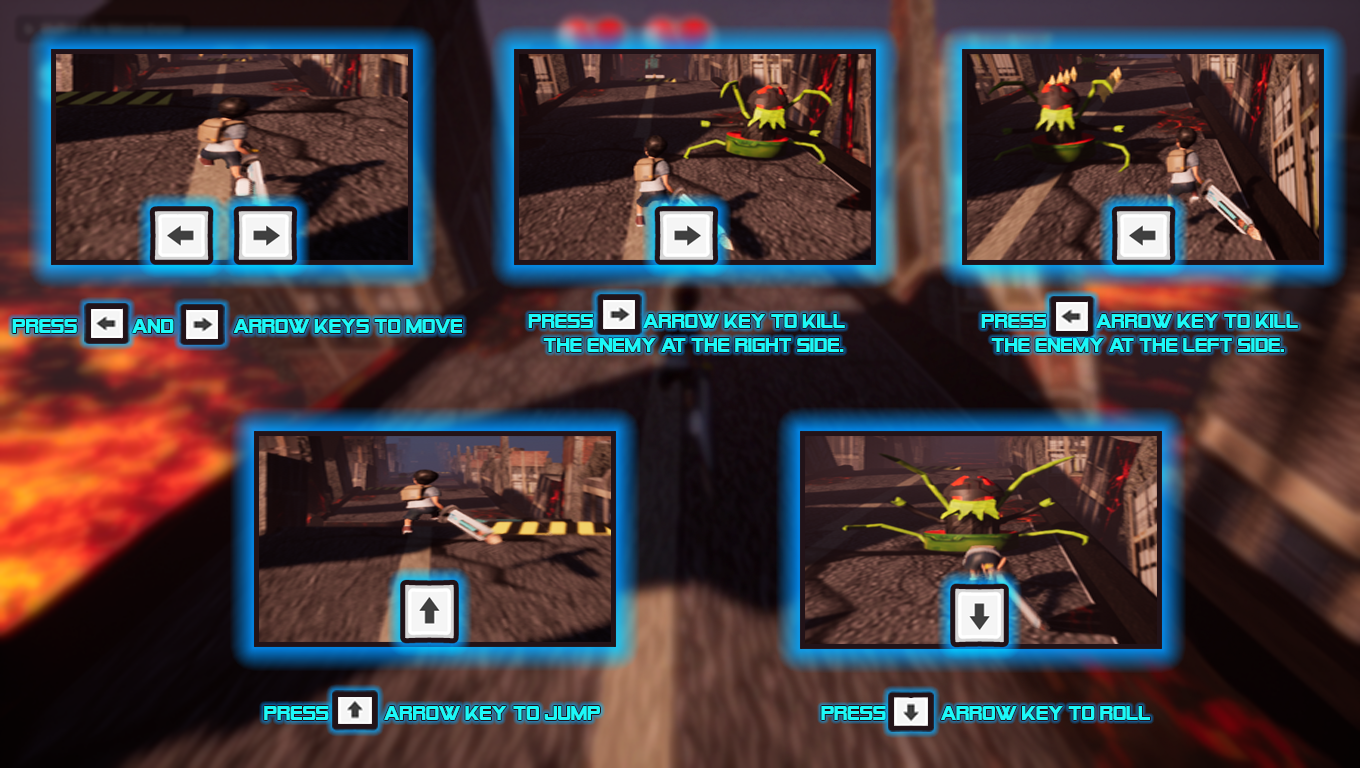 PRESS ← AND → ARROW KEYS TO MOVE
PRESS → ARROW KEY TO KILL
THE ENEMY AT THE RIGHT SIDE.
PRESS ← ARROW KEY TO KILL
THE ENEMY AT THE LEFT SIDE.
PRESS ↑ ARROW KEY TO JUMP
PRESS ↓ ARROW KEY TO ROLL